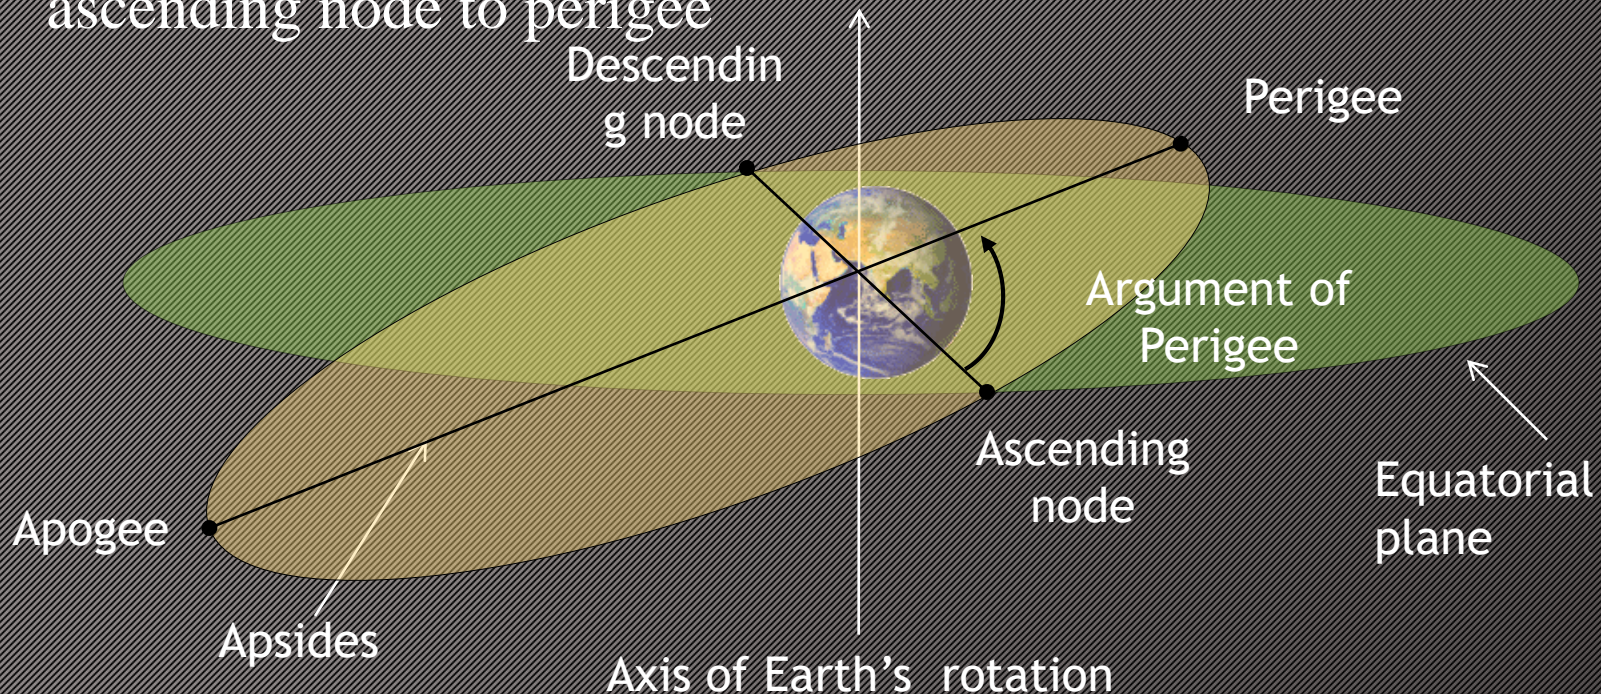 ascending node to perigee
Descendin
g node
Perigee
Argument of
Perigee
Ascending
node
Equatorial
plane
Apogee
Apsides
Axis of Earth’s  rotation